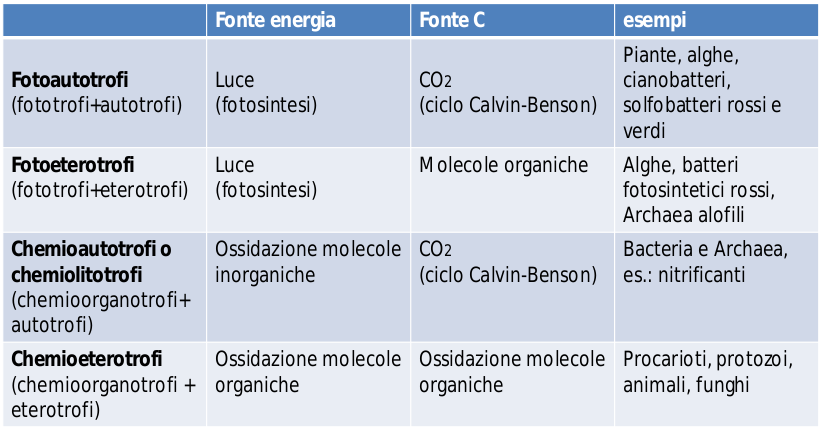 Fonte energia Fonte C esempi
Fotoautotrofi
(fototrofi+autotrofi)
Luce
(fotosintesi)
CO2
(ciclo Calvin-Benson)
Piante, alghe,
cianobatteri,
solfobatteri rossi e
verdi
Fotoeterotrofi
(fototrofi+eterotrofi)
Luce
(fotosintesi)
Molecole organiche
Alghe, batteri
fotosintetici rossi,
Archaea alofili
Chemioautotrofi o
chemiolitotrofi
(chemioorganotrofi+
autotrofi)
Ossidazione molecole
inorganiche
CO2
(ciclo Calvin-Benson)
Bacteria e Archaea,
es.: nitrificanti
Chemioeterotrofi
(chemioorganotrofi +
eterotrofi)
Ossidazione molecole
organiche
Ossidazione molecole
organiche
Procarioti, protozoi,
animali, funghi